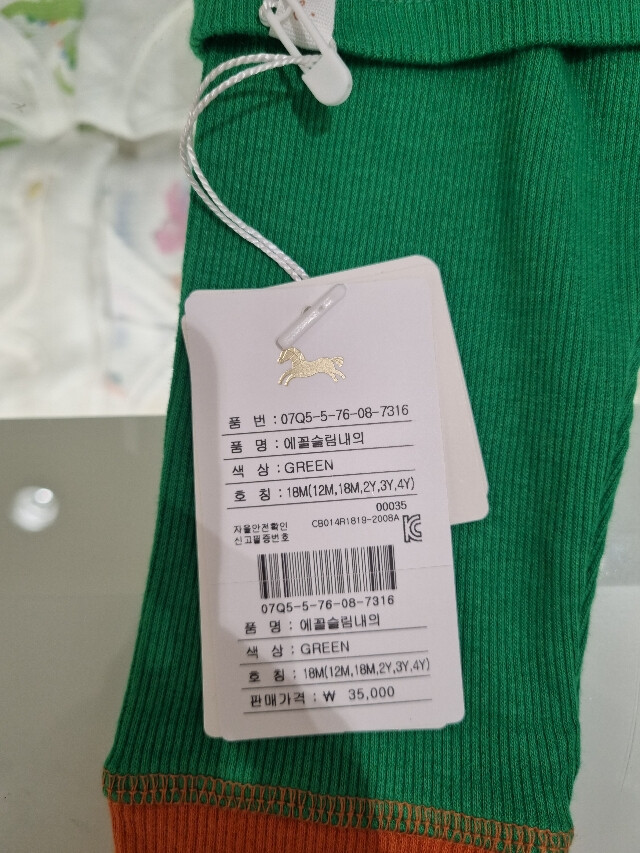 품 번 : 07Q5-5-76-08-7316
품 명 : 에꼴슬림내의
색 상 : GREEN
호 칭 : 18M(12M,18M,2Y,3Y,4Y)
00035
자율안전확인 CB014R1819-2008A
신고필증번호
07Q5-5-76-08-7316
품 명 : 에꼴슬림내의
색 상 : GREEN
호 칭 : 18M(12M,18M,2Y,3Y,4Y)
판매가격 : ₩ 35,000